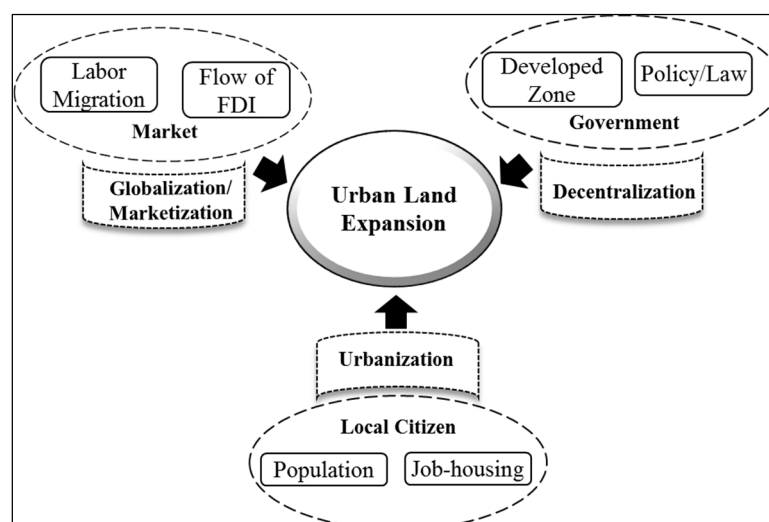 Labor
Migration
Flow of
FDI
Market
Globalization/
Marketization
Developed
Zone
Policy/Law
Government
Decentralization
Urban Land
Expansion
Urbanization
Local Citizen
Population
Job-housing